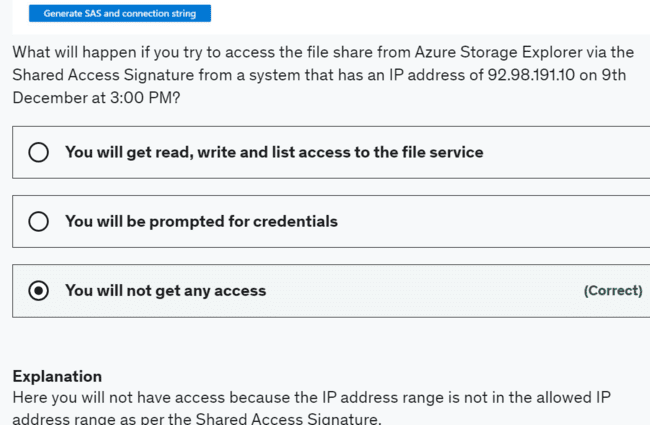 Generate SAS and connection string
What will happen if you try to access the file share from Azure Storage Explorer via the
Shared Access Signature from a system that has an IP address of 92.98.191.10 on 9th
December at 3:00 PM?
You will get read, write and list access to the file service
You will be prompted for credentials
You will not get any access (Correct)
Explanation
Here you will not have access because the IP address range is not in the allowed IP
address range as per the Shared Access Signature.